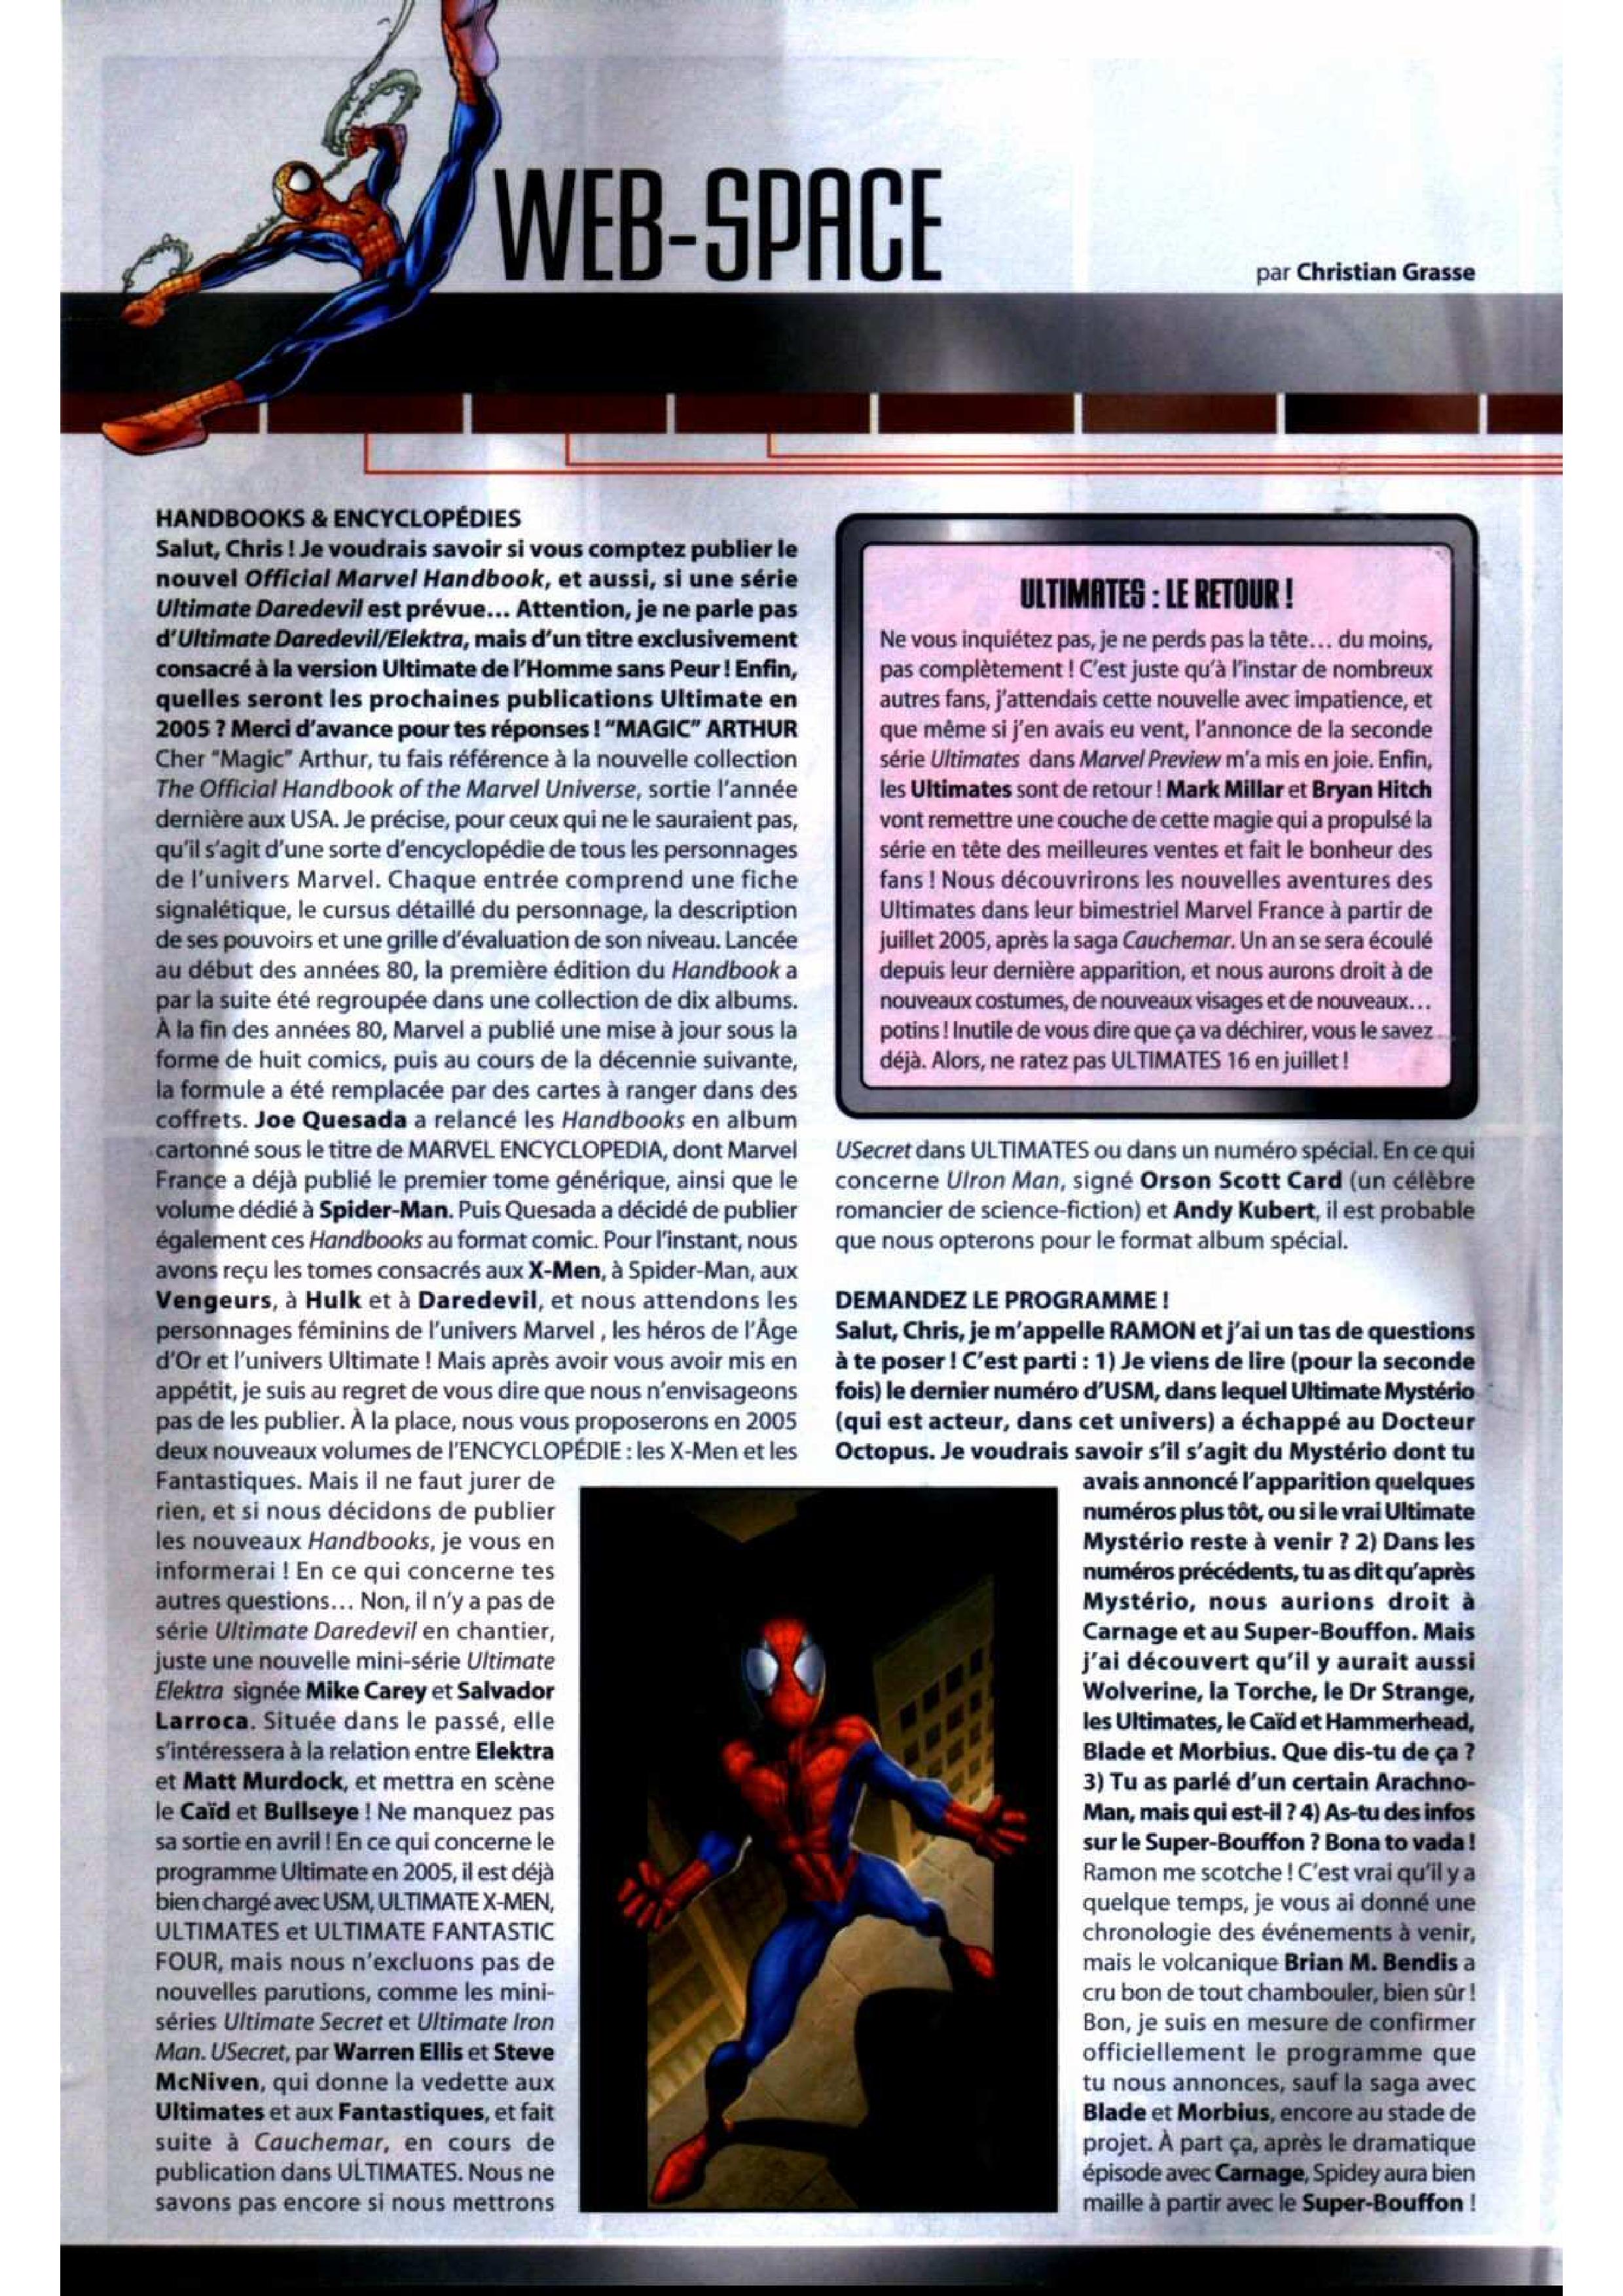 WEB-SPACE
par Christian Grasse
HANDBOOKS & ENCYCLOPÉDIES
Salut, Chris ! Je voudrais savoir si vous comptez publier le
nouvel Official Marvel Handbook, et aussi, si une série
Ultimate Daredevil est prévue... Attention, je ne parle pas
d'Ultimate Daredevil/Elektra, mais d'un titre exclusivement
consacré à la version Ultimate de l'Homme sans Peur ! Enfin,
quelles seront les prochaines publications Ultimate en
2005 ? Merci d'avance pour tes réponses ! "MAGIC" ARTHUR
Cher "Magic" Arthur, tu fais référence à la nouvelle collection
The Official Handbook of the Marvel Universe, sortie l'année
dernière aux USA. Je précise, pour ceux qui ne le sauraient pas,
qu'il s'agit d'une sorte d'encyclopédie de tous les personnages
de l'univers Marvel. Chaque entrée comprend une fiche
signalétique, le cursus détaillé du personnage, la description
de ses pouvoirs et une grille d'évaluation de son niveau. Lancée
au début des années 80, la première édition du Handbook a
par la suite été regroupée dans une collection de dix albums.
À la fin des années 80, Marvel a publié une mise à jour sous la
forme de huit comics, puis au cours de la décennie suivante,
la formule a été remplacée par des cartes à ranger dans des
coffrets. Joe Quesada a relancé les Handbooks en album
cartonné sous le titre de MARVEL ENCYCLOPEDIA, dont Marvel
France a déjà publié le premier tome générique, ainsi que le
volume dédié à Spider-Man. Puis Quesada a décidé de publier
également ces Handbooks au format comic. Pour l'instant, nous
avons reçu les tomes consacrés aux X-Men, à Spider-Man, aux
Vengeurs, à Hulk et à Daredevil, et nous attendons les
personnages féminins de l'univers Marvel , les héros de l'Âge
d'Or et l'univers Ultimate ! Mais après avoir vous avoir mis en
appétit, je suis au regret de vous dire que nous n'envisageons
pas de les publier. À la place, nous vous proposerons en 2005
deux nouveaux volumes de l'ENCYCLOPÉDIE : les X-Men et les
Fantastiques. Mais il ne faut jurer de
rien, et si nous décidons de publier
les nouveaux Handbooks, je vous en
informerai ! En ce qui concerne tes
autres questions... Non, il n'y a pas de
série Ultimate Daredevil en chantier,
juste une nouvelle mini-série Ultimate
Elektra signée Mike Carey et Salvador
Larroca. Située dans le passé, elle
s'intéressera à la relation entre Elektra
et Matt Murdock, et mettra en scène
le Caïd et Bullseye ! Ne manquez pas
sa sortie en avril ! En ce qui concerne le
programme Ultimate en 2005, il est déjà
bien chargé avec USM, ULTIMATE X-MEN,
ULTIMATES et ULTIMATE FANTASTIC
FOUR, mais nous n'excluons pas de
nouvelles parutions, comme les mini-
séries Ultimate Secret et Ultimate Iron
Man. USecret, par Warren Ellis et Steve
McNiven, qui donne la vedette aux
Ultimates et aux Fantastiques, et fait
suite à Cauchemar, en cours de
publication dans ULTIMATES. Nous ne
savons pas encore si nous mettrons
ULTIMATES : LE RETOUR !
Ne vous inquiétez pas, je ne perds pas la tête... du moins,
pas complètement ! C'est juste qu'à l'instar de nombreux
autres fans, j'attendais cette nouvelle avec impatience, et
que même si j'en avais eu vent, l'annonce de la seconde
série Ultimates dans Marvel Preview m'a mis en joie. Enfin,
les Ultimates sont de retour ! Mark Millar et Bryan Hitch
vont remettre une couche de cette magie qui a propulsé la
série en tête des meilleures ventes et fait le bonheur des
fans ! Nous découvrirons les nouvelles aventures des
Ultimates dans leur bimestriel Marvel France à partir de
juillet 2005, après la saga Cauchemar. Un an se sera écoulé
depuis leur dernière apparition, et nous aurons droit à de
nouveaux costumes, de nouveaux visages et de nouveaux...
potins ! Inutile de vous dire que ça va déchirer, vous le savez
déjà. Alors, ne ratez pas ULTIMATES 16 en juillet !
USecret dans ULTIMATES ou dans un numéro spécial. En ce qui
concerne UIron Man, signé Orson Scott Card (un célèbre
romancier de science-fiction) et Andy Kubert, il est probable
que nous opterons pour le format album spécial.
DEMANDEZ LE PROGRAMME !
Salut, Chris, je m'appelle RAMON et j'ai un tas de questions
à te poser ! C'est parti : 1) Je viens de lire (pour la seconde
fois) le dernier numéro d'USM, dans lequel Ultimate Mystério
(qui est acteur, dans cet univers) a échappé au Docteur
Octopus. Je voudrais savoir s'il s'agit du Mystério dont tu
avais annoncé l'apparition quelques
numéros plus tôt, ou si le vrai Ultimate
Mystério reste à venir ? 2) Dans les
numéros précédents, tu as dit qu'après
Mystério, nous aurions droit à
Carnage et au Super-Bouffon. Mais
j'ai découvert qu'il y aurait aussi
Wolverine, la Torche, le Dr Strange,
les Ultimates, le Caïd et Hammerhead,
Blade et Morbius. Que dis-tu de ça ?
3) Tu as parlé d'un certain Arachno-
Man, mais qui est-il ? 4) As-tu des infos
sur le Super-Bouffon ? Bona to vada !
Ramon me scotche ! C'est vrai qu'il y a
quelque temps, je vous ai donné une
chronologie des événements à venir,
mais le volcanique Brian M. Bendis a
cru bon de tout chambouler, bien sûr !
Bon, je suis en mesure de confirmer
officiellement le programme que
tu nous annonces, sauf la saga avec
Blade et Morbius, encore au stade de
projet. À part ça, après le dramatique
épisode avec Carnage, Spidey aura bien
maille à partir avec le Super-Bouffon !